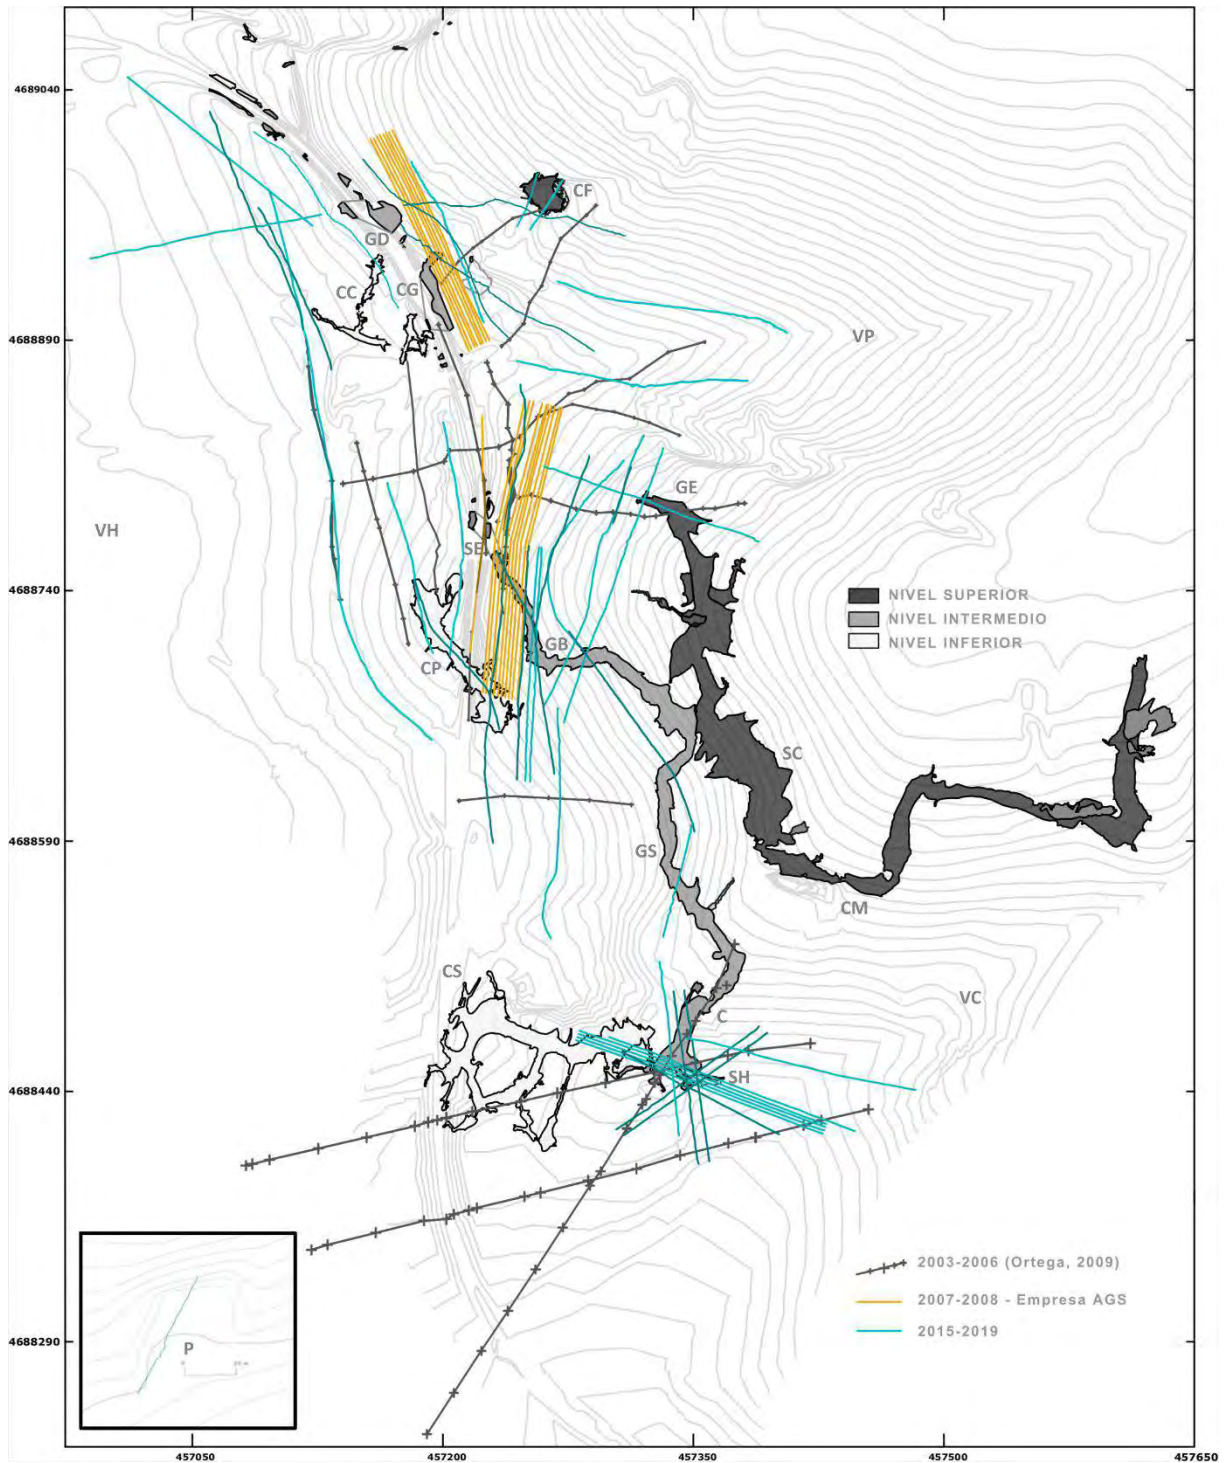 4689040
CF
GD
CC
CG
4688890
VP
GE
VH
SE
4688740
NIVEL SUPERIOR
NIVEL INTERMEDIO
NIVEL INFERIOR
GB
CP
SC
4688590
GS
CM
CS
VC
C
SH
4688440
2003-2006 (Ortega, 2009)
2007-2008 - Empresa AGS
2015-2019
4688290
P
457050
457200
457350
457500
457650